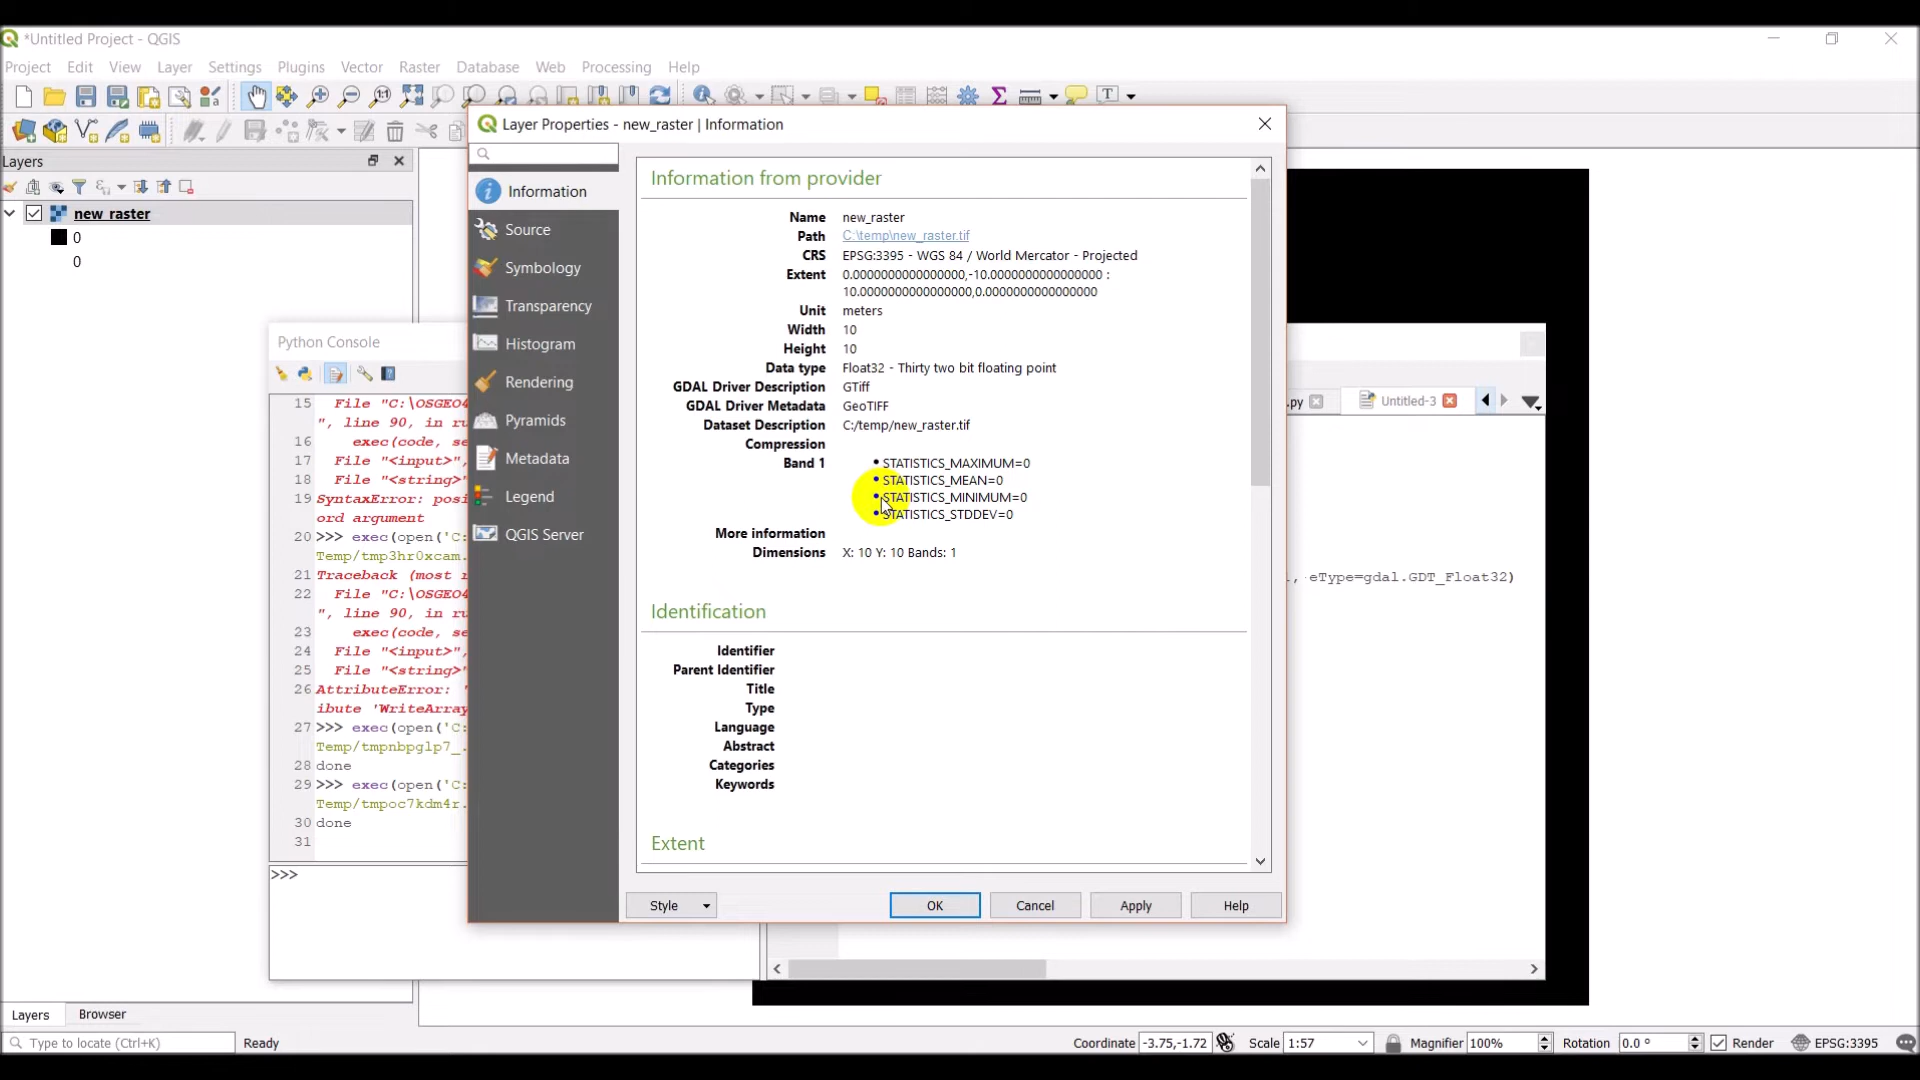 *Untitled Project - QGIS
Project Edit View Layer Settings Plugins Vector Raster Database Web Processing Help
Layers
new_raster
0
0
Python Console
15 File "C:\OSGEO4
", line 90, in ru
16 exec(code, se
17 File "<input>",
18 File "<string>"
19 SyntaxError: posi
ord argument
20 >>> exec(open('C:
Temp/tmp3hr0xcam.
21 Traceback (most r
22 File "C:\OSGEO4
", line 90, in ru
23 exec(code, se
24 File "<input>",
25 File "<string>"
26 AttributeError: '
ibute 'WriteArray
27 >>> exec(open('C:
Temp/tmpnbpglp7_.
28 done
29 >>> exec(open('C:
Temp/tmpoc7kdm4r.
30 done
31
>>>
Layer Properties - new_raster | Information
Information
Source
Symbology
Transparency
Histogram
Rendering
Pyramids
Metadata
Legend
QGIS Server
Information from provider
Name new_raster
Path C:\temp\new_raster.tif
CRS EPSG:3395 - WGS 84 / World Mercator - Projected
Extent 0.0000000000000000,-10.0000000000000000 :
10.0000000000000000,0.0000000000000000
Unit meters
Width 10
Height 10
Data type Float32 - Thirty two bit floating point
GDAL Driver Description GTiff
GDAL Driver Metadata GeoTIFF
Dataset Description C:/temp/new_raster.tif
Compression
Band 1 • STATISTICS_MAXIMUM=0
• STATISTICS_MEAN=0
• STATISTICS_MINIMUM=0
• STATISTICS_STDDEV=0
More information
Dimensions X: 10 Y: 10 Bands: 1
Identification
Identifier
Parent Identifier
Title
Type
Language
Abstract
Categories
Keywords
Extent
Style OK Cancel Apply Help
.py Untitled-3
, eType=gdal.GDT_Float32)
Layers Browser
Type to locate (Ctrl+K) Ready Coordinate -3.75,-1.72 Scale 1:57 Magnifier 100% Rotation 0.0 ° Render EPSG:3395